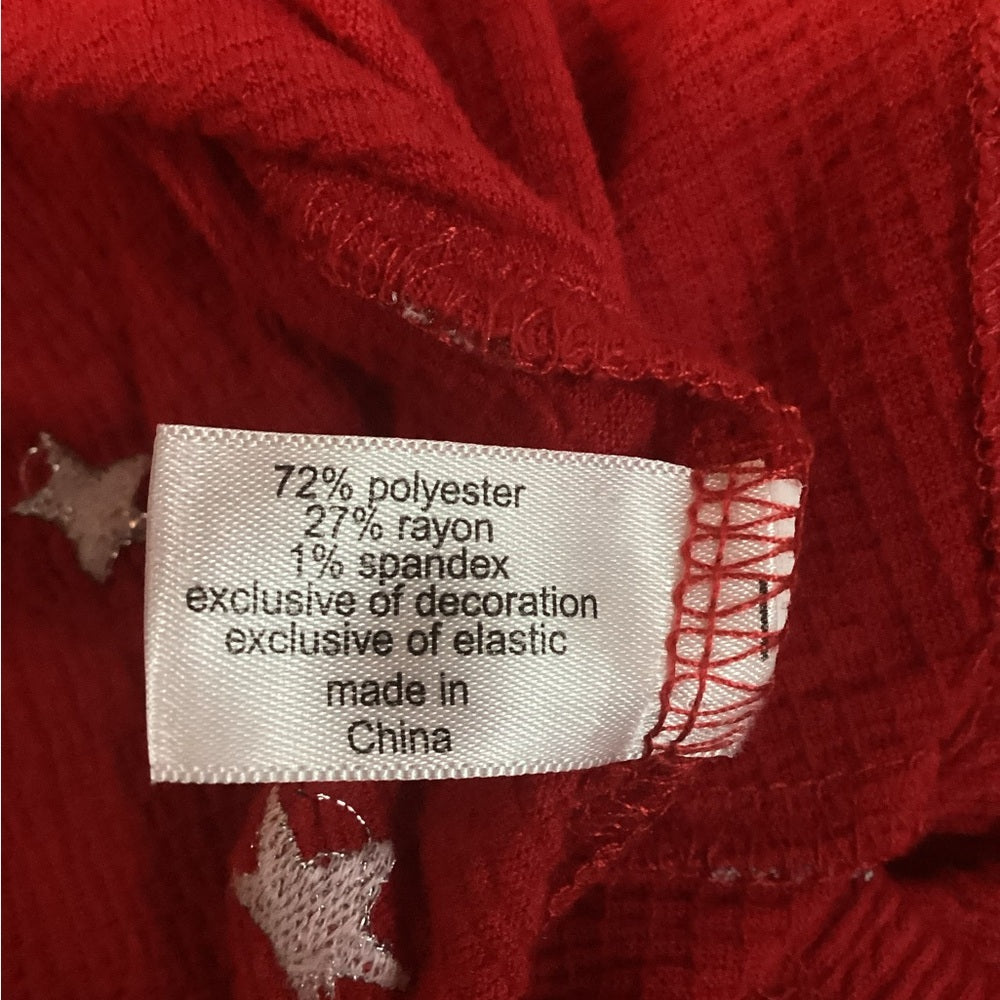 72% polyester
27% rayon
1% spandex
exclusive of decoration
exclusive of elastic
made in
China